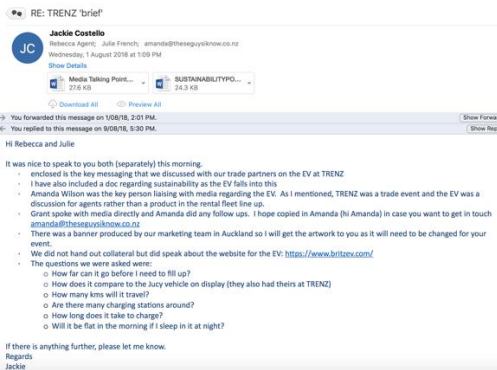 RE: TRENZ 'brief'
JC
Jackie Costello
Rebecca Agent; Julie French; amanda@theseguysiknow.co.nz
Wednesday, 1 August 2018 at 1:09 PM
Show Details
Media Talking Point...
27.6 KB
SUSTAINABILITYPO...
24.3 KB
Download All Preview All
You forwarded this message on 1/08/18, 2:01 PM. Show Forwa
You replied to this message on 9/08/18, 5:30 PM. Show Rep
Hi Rebecca and Julie
It was nice to speak to you both (separately) this morning.
· enclosed is the key messaging that we discussed with our trade partners on the EV at TRENZ
· I have also included a doc regarding sustainability as the EV falls into this
· Amanda Wilson was the key person liaising with media regarding the EV. As I mentioned, TRENZ was a trade event and the EV was a
discussion for agents rather than a product in the rental fleet line up.
· Grant spoke with media directly and Amanda did any follow ups. I hope copied in Amanda (hi Amanda) in case you want to get in touch
amanda@theseguysiknow.co.nz
· There was a banner produced by our marketing team in Auckland so I will get the artwork to you as it will need to be changed for your
event.
· We did not hand out collateral but did speak about the website for the EV: https://www.britzev.com/
· The questions we were asked were:
o How far can it go before I need to fill up?
o How does it compare to the Jucy vehicle on display (they also had theirs at TRENZ)
o How many kms will it travel?
o Are there many charging stations around?
o How long does it take to charge?
o Will it be flat in the morning if I sleep in it at night?
If there is anything further, please let me know.
Regards
Jackie